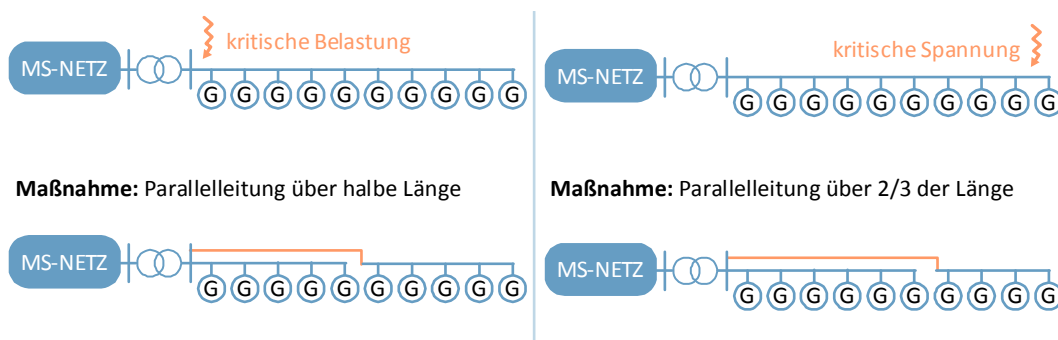 kritische Belastung
MS-NETZ
G G G G G G G G G G
Maßnahme: Parallelleitung über halbe Länge
MS-NETZ
G G G G G G G G G G
kritische Spannung
MS-NETZ
G G G G G G G G G G
Maßnahme: Parallelleitung über 2/3 der Länge
MS-NETZ
G G G G G G G G G G